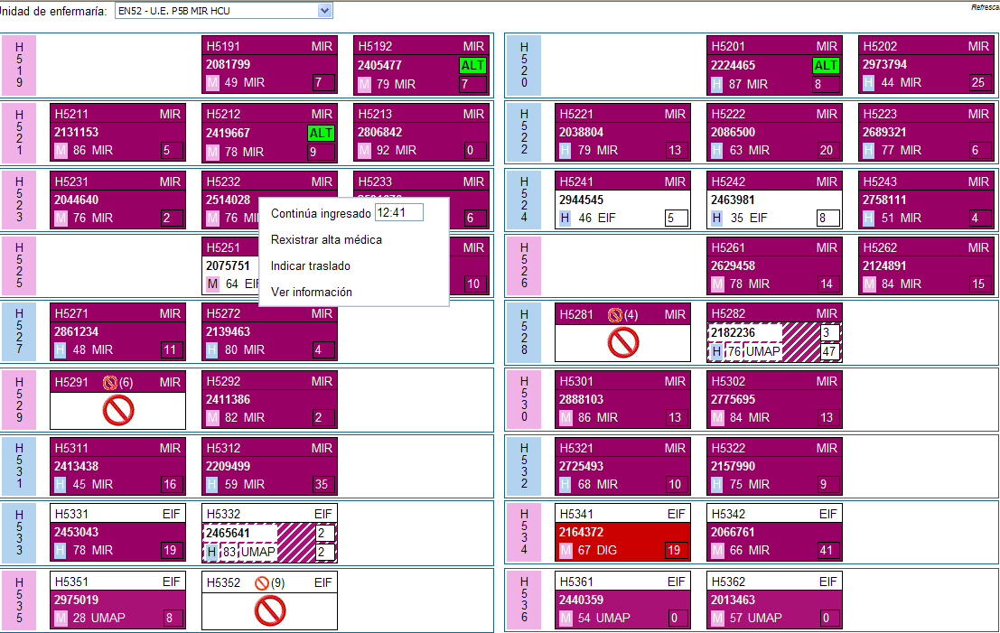 Unidad de enfermaría: EN52 - U.E. P5B MIR HCU
Refresca
H519
H5191 MIR
2081799
M 49 MIR 7
H5192 MIR
2405477 ALT
M 79 MIR 7
H520
H5201 MIR
2224465 ALT
H 87 MIR 8
H5202 MIR
2973794
H 44 MIR 25
H521
H5211 MIR
2131153
M 86 MIR 5
H5212 MIR
2419667 ALT
M 78 MIR 9
H5213 MIR
2806842
M 92 MIR 0
H522
H5221 MIR
2038804
H 79 MIR 13
H5222 MIR
2086500
H 63 MIR 20
H5223 MIR
2689321
H 77 MIR 6
H523
H5231 MIR
2044640
M 76 MIR 2
H5232 MIR
2514028
M 76 MI
H5233 MIR
6
Continúa ingresado 12:41
Rexistrar alta médica
Indicar traslado
Ver información
H524
H5241 MIR
2944545
H 46 EIF 5
H5242 MIR
2463981
H 35 EIF 8
H5243 MIR
2758111
H 51 MIR 4
H525
H5251
2075751
M 64 EIF
MIR
10
H526
H5261 MIR
2629458
M 78 MIR 14
H5262 MIR
2124891
M 84 MIR 15
H527
H5271 MIR
2861234
H 48 MIR 11
H5272 MIR
2139463
H 80 MIR 4
H528
H5281 (4) MIR
H5282 MIR
2182236 3
H 76 UMAP 47
H529
H5291 (6) MIR
H5292 MIR
2411386
M 82 MIR 2
H530
H5301 MIR
2888103
M 86 MIR 13
H5302 MIR
2775695
M 84 MIR 13
H531
H5311 MIR
2413438
H 45 MIR 16
H5312 MIR
2209499
H 59 MIR 35
H532
H5321 MIR
2725493
H 68 MIR 10
H5322 MIR
2157990
H 75 MIR 9
H533
H5331 EIF
2453043
H 78 MIR 19
H5332 EIF
2465641 2
H 83 UMAP 2
H534
H5341 EIF
2164372
M 67 DIG 19
H5342 EIF
2066761
M 66 MIR 41
H535
H5351 EIF
2975019
M 28 UMAP 8
H5352 (9) EIF
H536
H5361 EIF
2440359
M 54 UMAP 0
H5362 EIF
2013463
M 57 UMAP 0